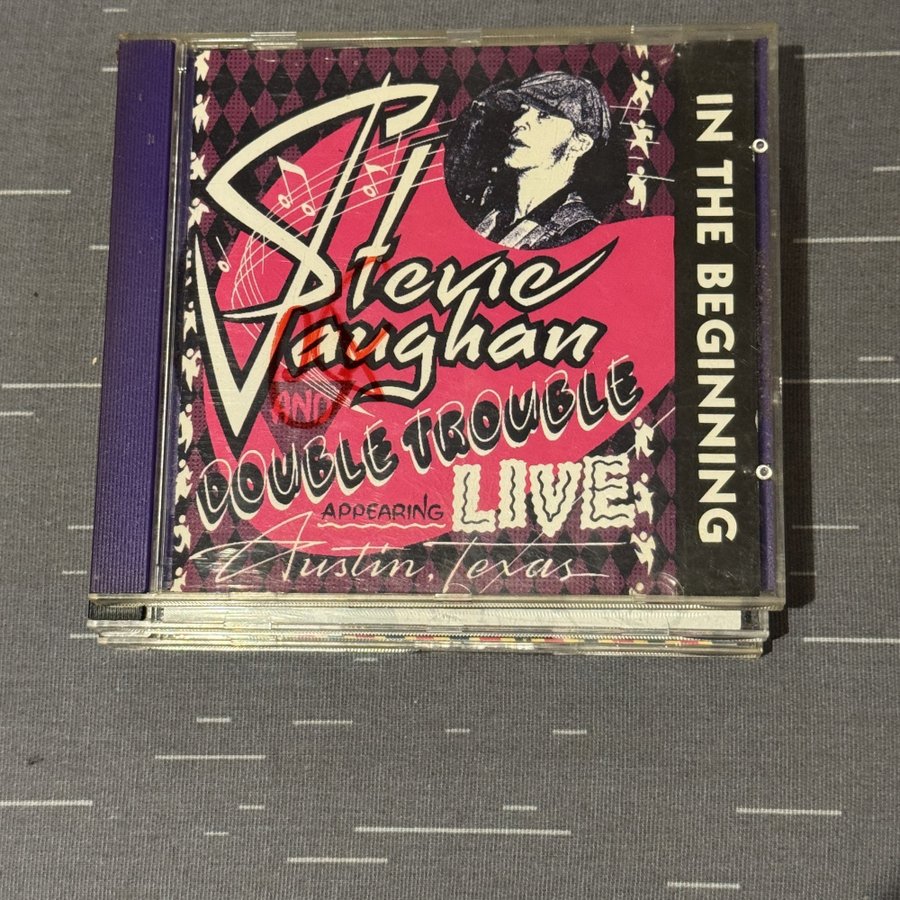 Stevie
Vaughan
AND
DOUBLE TROUBLE
APPEARING LIVE
Austin, Texas
IN THE BEGINNING